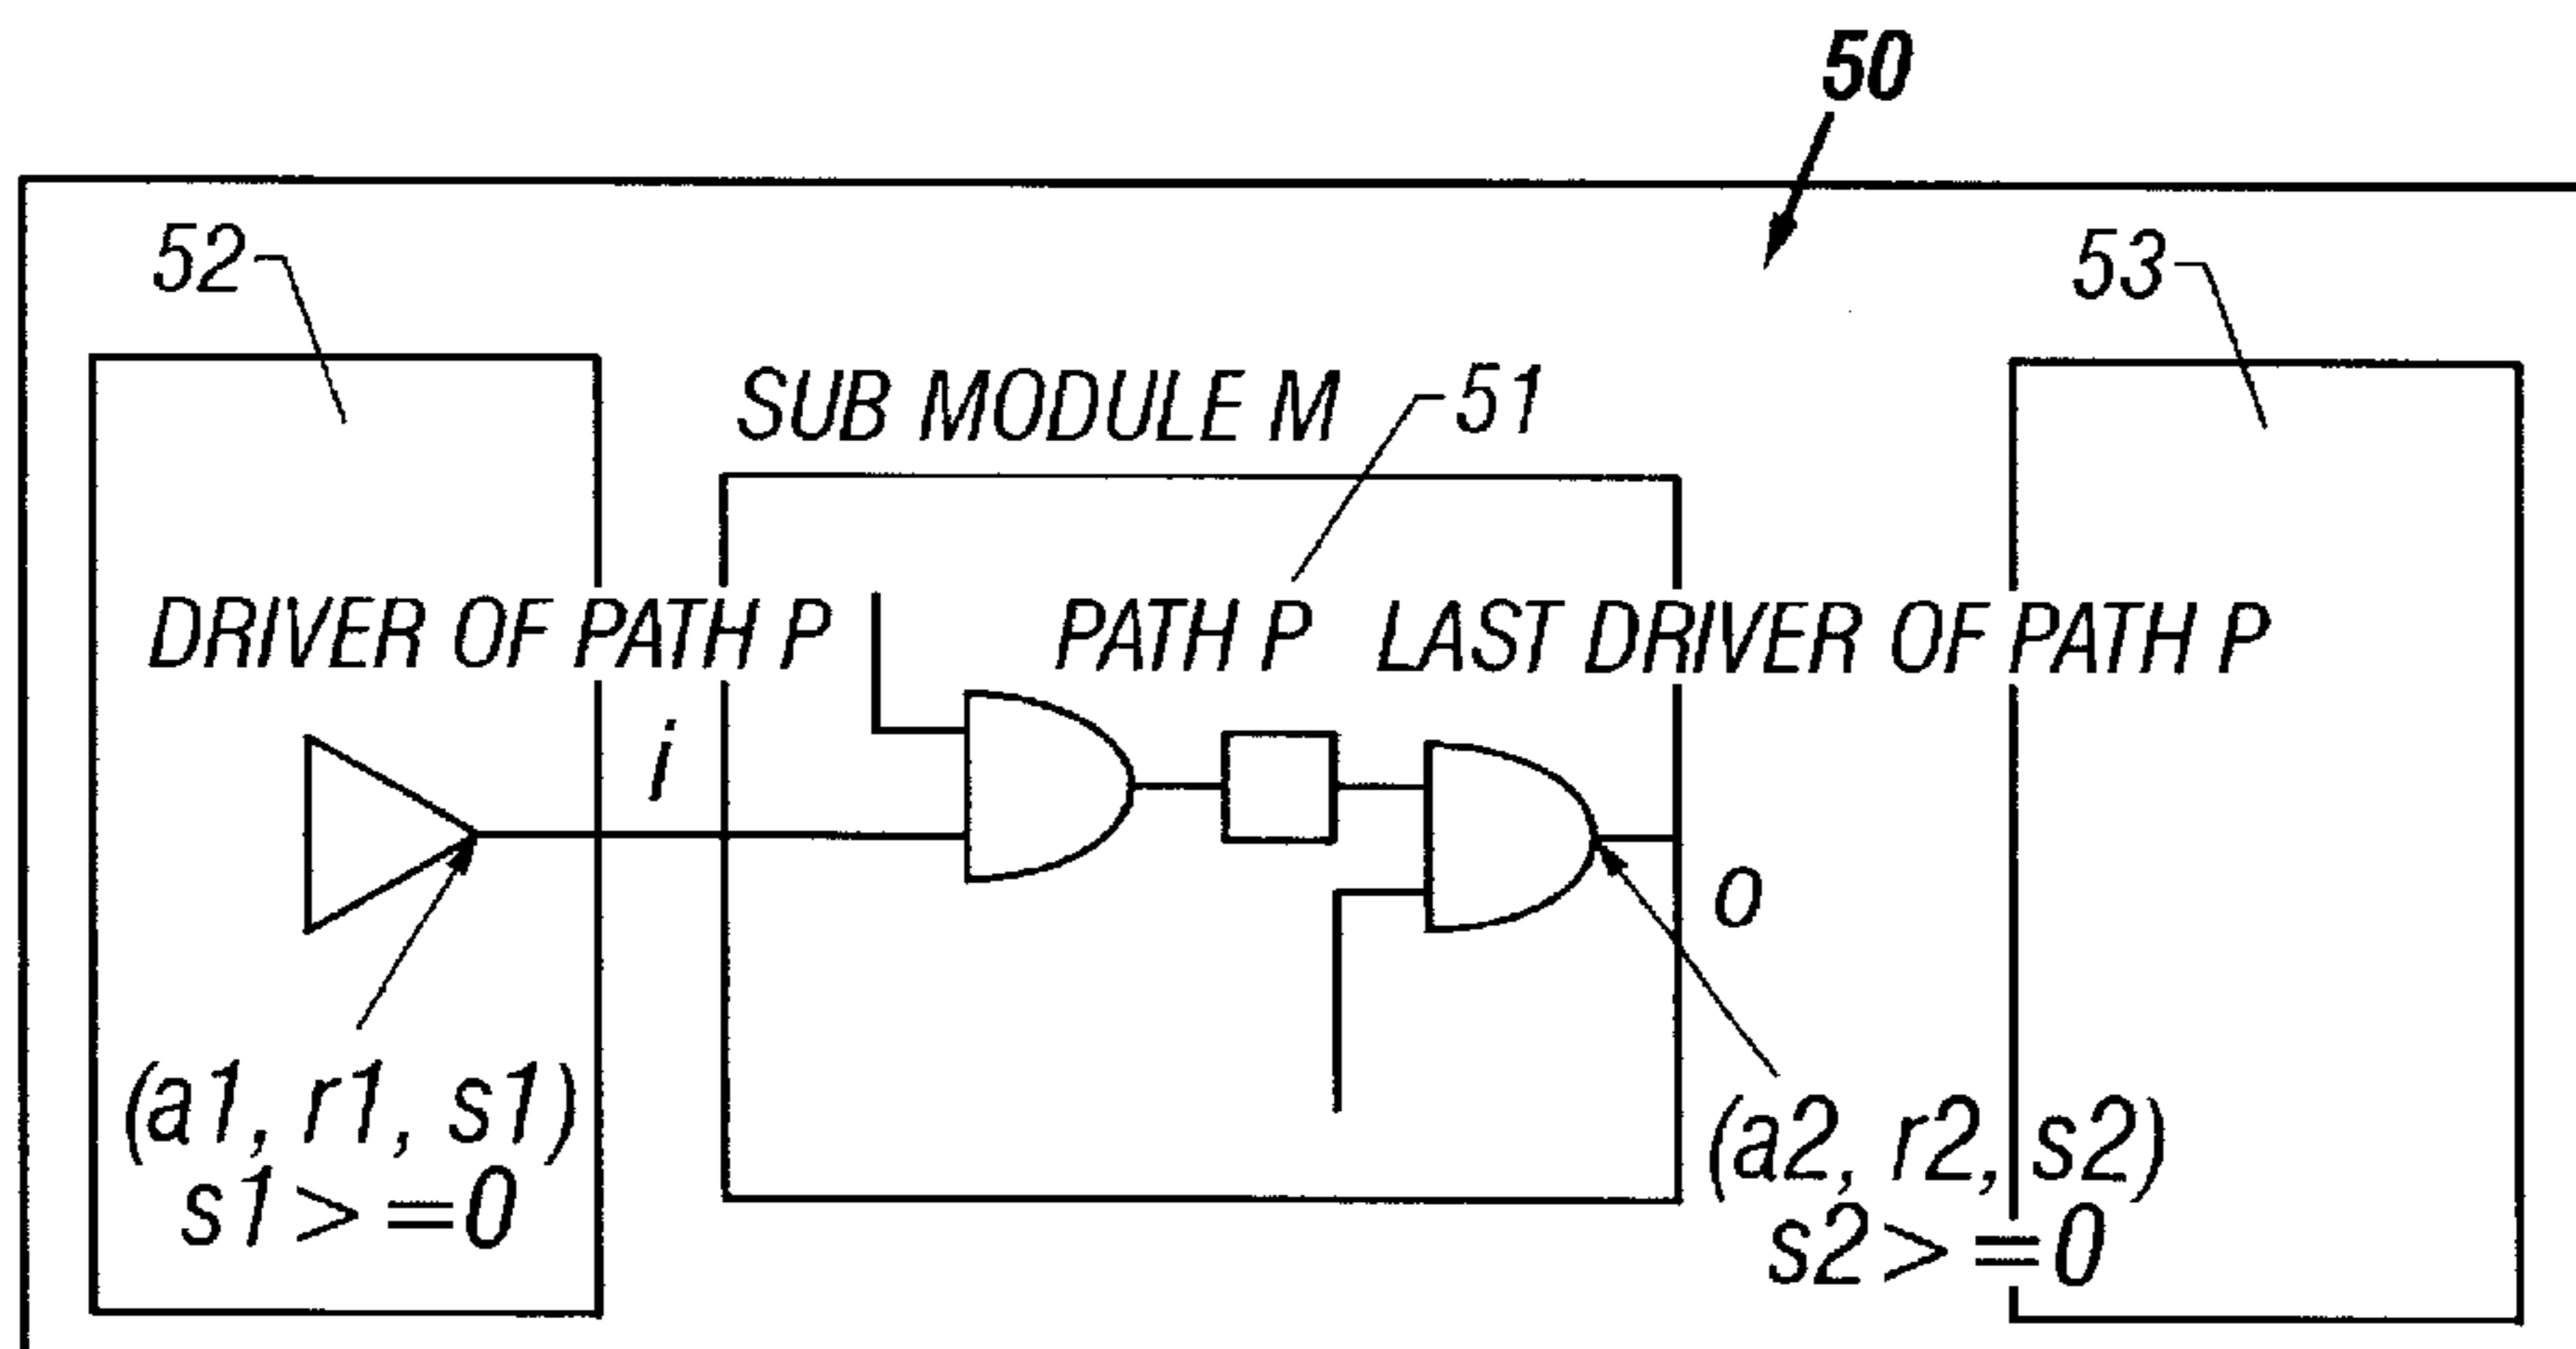 50
52
53
SUB MODULE M
51
DRIVER OF PATH P
PATH P
LAST DRIVER OF PATH P
i
o
(a1, r1, s1)
s1>=0
(a2, r2, s2)
s2>=0